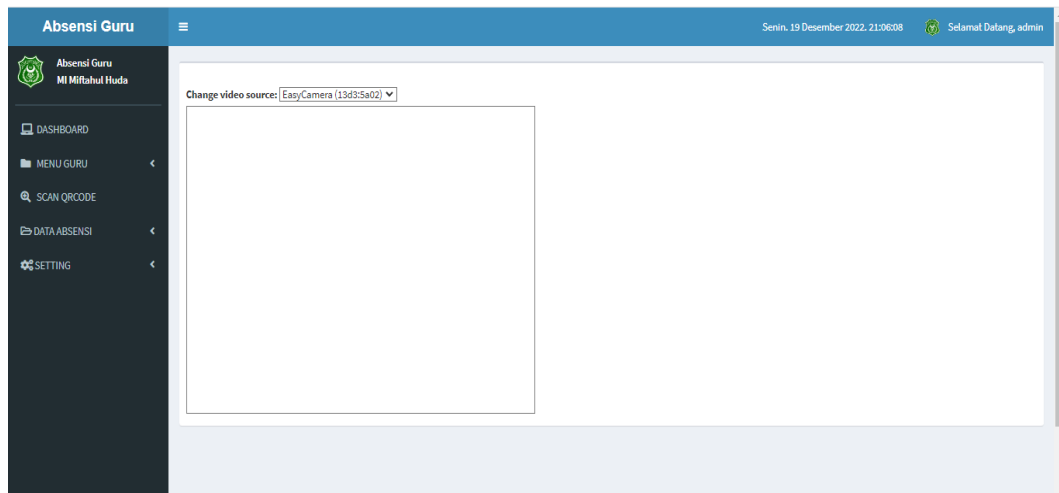 Absensi Guru
Senin, 19 Desember 2022, 21:06:08
Selamat Datang, admin
Absensi Guru
MI Miftahul Huda
DASHBOARD
MENU GURU
SCAN QRCODE
DATA ABSENSI
SETTING
Change video source: EasyCamera (13d3:5a02)